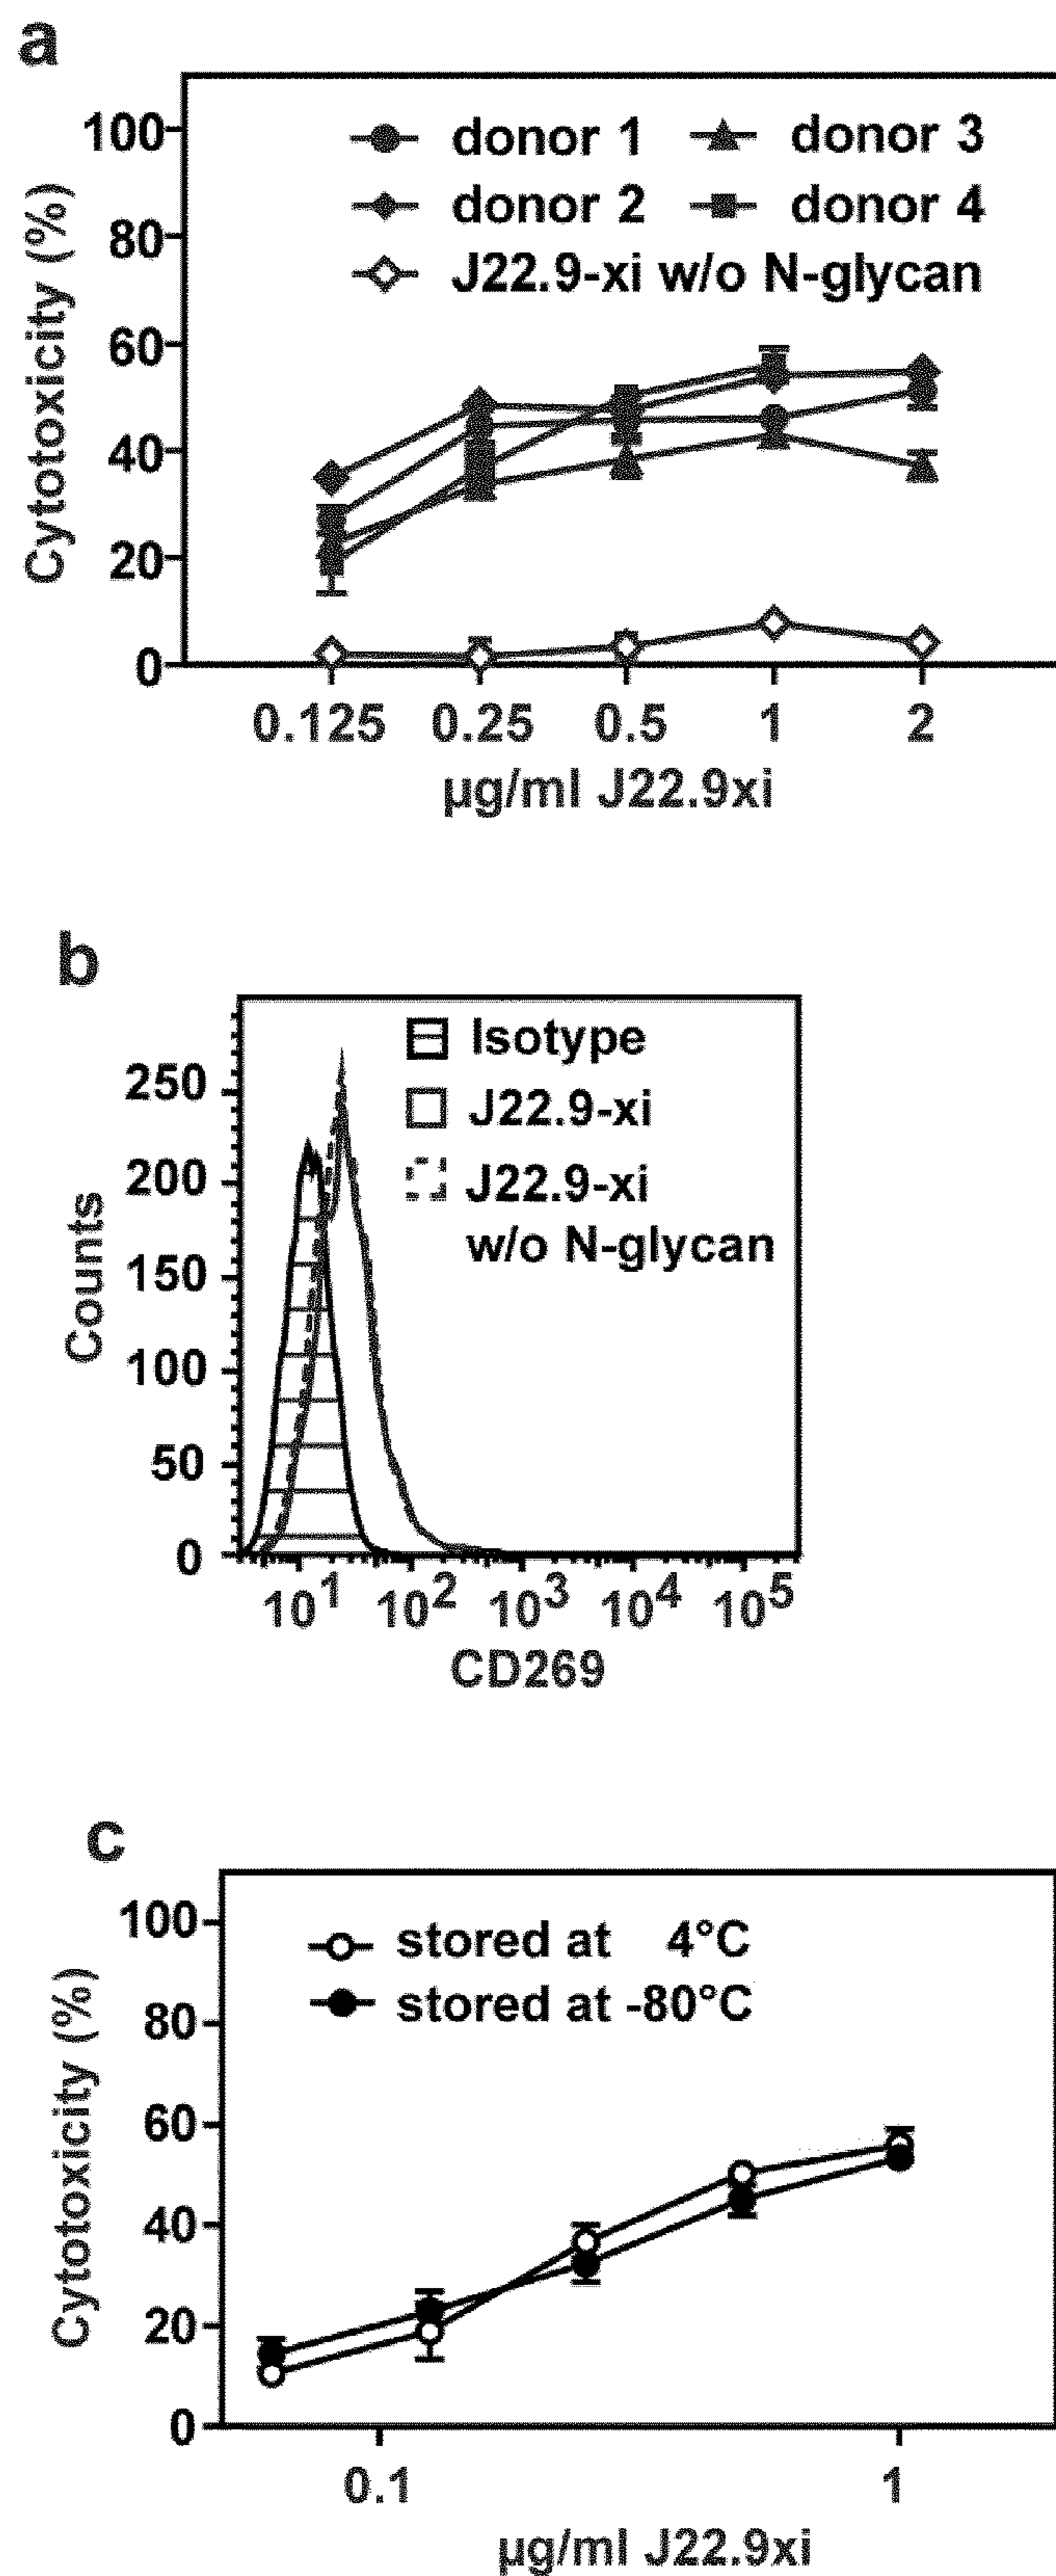 a
Cytotoxicity (%)
100
80
60
40
20
0
donor 1 donor 3
donor 2 donor 4
J22.9-xi w/o N-glycan
0.125 0.25 0.5 1 2
µg/ml J22.9xi
b
Counts
250
200
150
100
50
0
Isotype
J22.9-xi
J22.9-xi
w/o N-glycan
10¹ 10² 10³ 10⁴ 10⁵
CD269
c
Cytotoxicity (%)
100
80
60
40
20
0
stored at 4°C
stored at -80°C
0.1 1
µg/ml J22.9xi